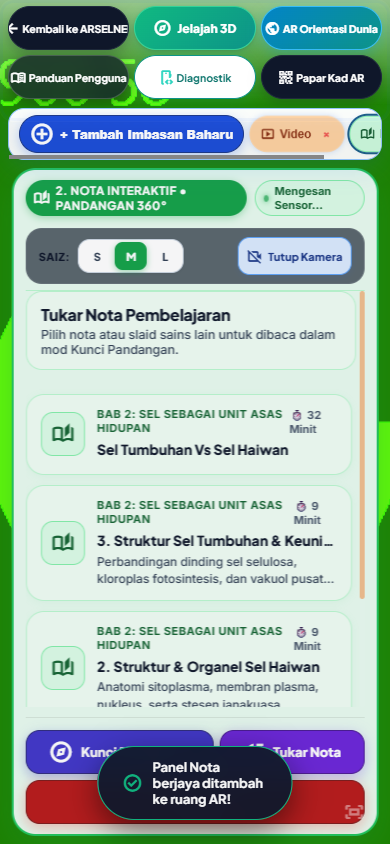 Kembali ke ARSELNE
Jelajah 3D
AR Orientasi Dunia
Panduan Pengguna
Diagnostik
Papar Kad AR
+ Tambah Imbasan Baharu
Video ×
2. NOTA INTERAKTIF •
PANDANGAN 360°
Mengesan
Sensor...
SAIZ: S M L
Tutup Kamera
Tukar Nota Pembelajaran
Pilih nota atau slaid sains lain untuk dibaca dalam
mod Kunci Pandangan.
BAB 2: SEL SEBAGAI UNIT ASAS
HIDUPAN
32
Minit
Sel Tumbuhan Vs Sel Haiwan
BAB 2: SEL SEBAGAI UNIT ASAS
HIDUPAN
9
Minit
3. Struktur Sel Tumbuhan & Keuni...
Perbandingan dinding sel selulosa,
kloroplas fotosintesis, dan vakuol pusat...
BAB 2: SEL SEBAGAI UNIT ASAS
HIDUPAN
9
Minit
2. Struktur & Organel Sel Haiwan
Anatomi sitoplasma, membran plasma,
nukleus, serta stesen janakuasa
Tukar Nota
Panel Nota
berjaya ditambah
ke ruang AR!